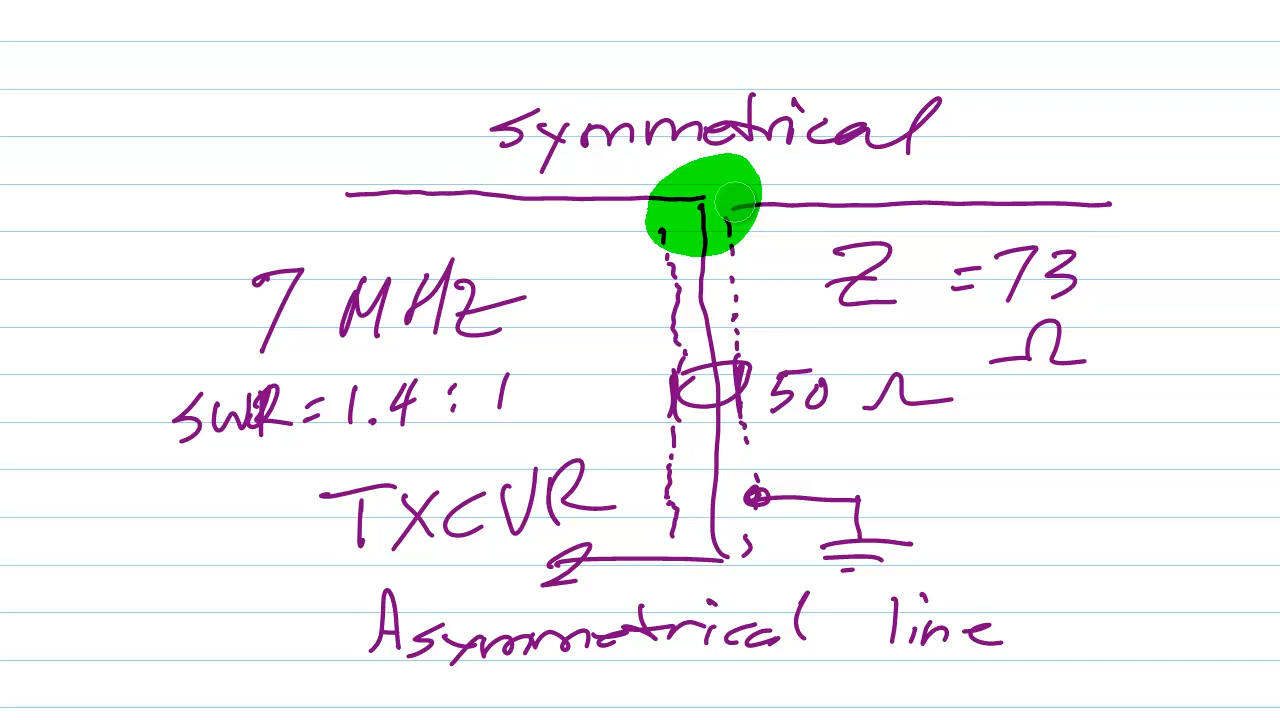 symmetrical
7 MHZ
Z = 73
Ω
SWR = 1.4 : 1
50 Ω
TXCVR
Z
Asymmetrical line